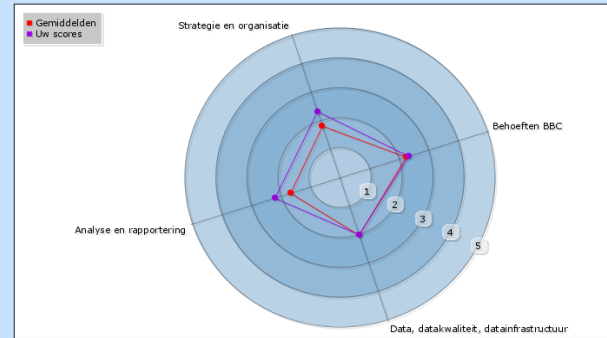 Gemiddelden
Uw scores
Strategie en organisatie
Behoeften BBC
1
2
3
4
5
Analyse en rapportering
Data, datakwaliteit, datainfrastructuur